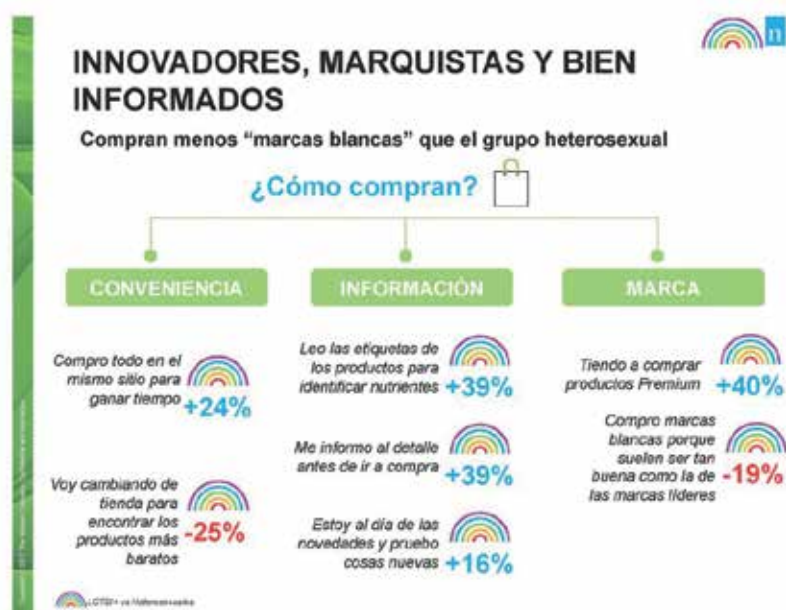 n
INNOVADORES, MARQUISTAS Y BIEN
INFORMADOS
Compran menos “marcas blancas” que el grupo heterosexual
¿Cómo compran?
CONVENIENCIA
Compro todo en el
mismo sitio para
ganar tiempo
+24%
Voy cambiando de
tienda para
encontrar los
productos más
baratos
-25%
INFORMACIÓN
Leo las etiquetas de
los productos para
identificar nutrientes
+39%
Me informo al detalle
antes de ir a compra
+39%
Estoy al día de las
novedades y pruebo
cosas nuevas
+16%
MARCA
Tiendo a comprar
productos Premium
+40%
Compro marcas
blancas porque
suelen ser tan
buena como la de
las marcas líderes
-19%
LGTBI+ vs Heterosexuales